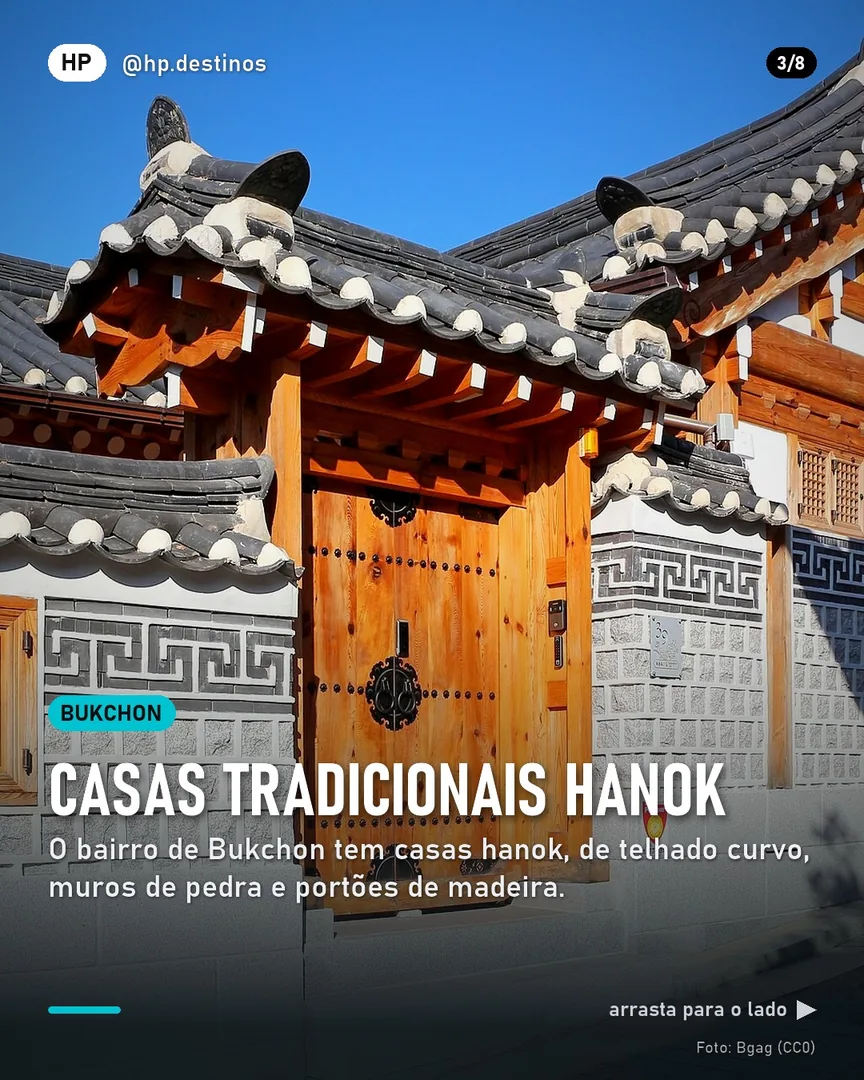 HP @hp.destinos
3/8
BUKCHON
CASAS TRADICIONAIS HANOK
O bairro de Bukchon tem casas hanok, de telhado curvo,
muros de pedra e portões de madeira.
arrasta para o lado ▶
Foto: Bgag (CC0)